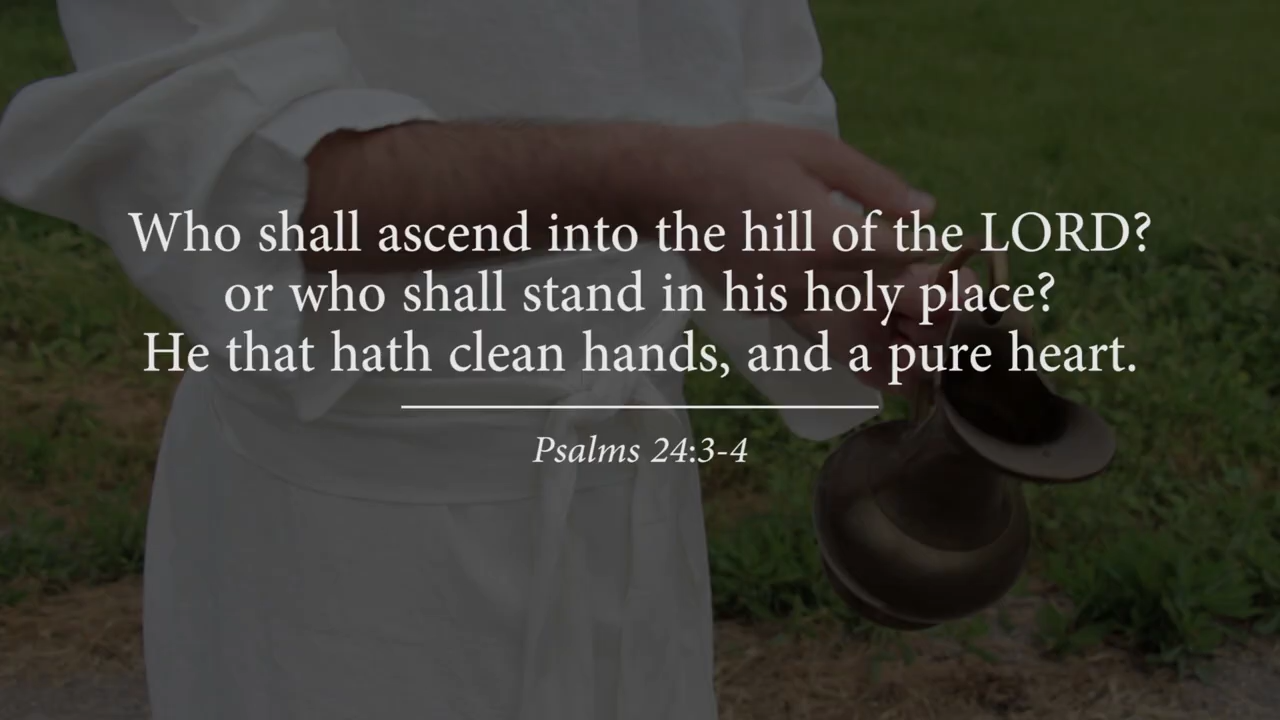 Who shall ascend into the hill of the LORD?
or who shall stand in his holy place?
He that hath clean hands, and a pure heart.
Psalms 24:3-4